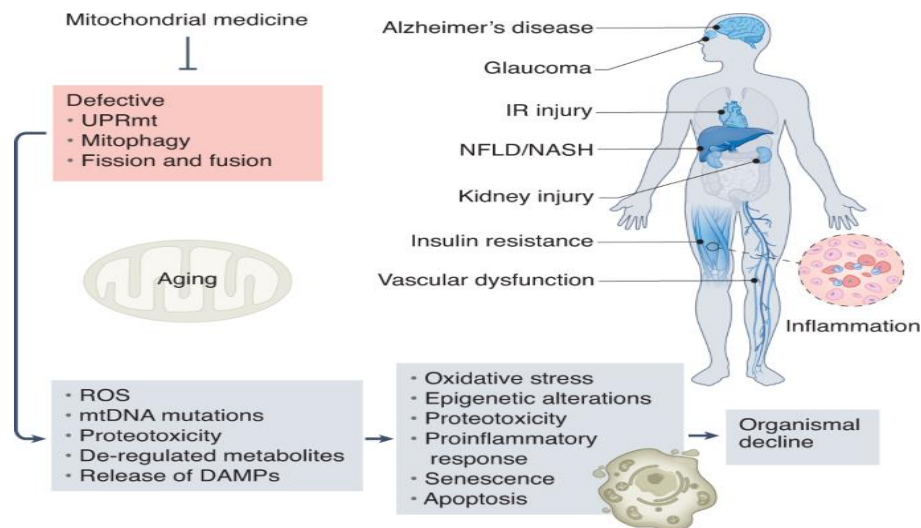 Mitochondrial medicine
Defective
• UPRmt
• Mitophagy
• Fission and fusion
Aging
• ROS
• mtDNA mutations
• Proteotoxicity
• De-regulated metabolites
• Release of DAMPs
• Oxidative stress
• Epigenetic alterations
• Proteotoxicity
• Proinflammatory
response
• Senescence
• Apoptosis
Organismal
decline
Alzheimer's disease
Glaucoma
IR injury
NFLD/NASH
Kidney injury
Insulin resistance
Vascular dysfunction
Inflammation